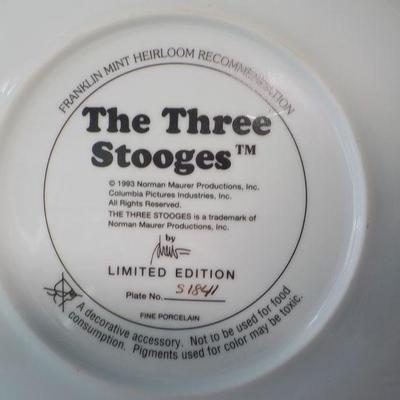 FRANKLIN MINT HEIRLOOM RECOMMENDATION
The Three
Stooges™
© 1993 Norman Maurer Productions, Inc.
Columbia Pictures Industries, Inc.
All Rights Reserved.
THE THREE STOOGES is a trademark of
Norman Maurer Productions, Inc.
by
LIMITED EDITION
Plate No. S1841
FINE PORCELAIN
A decorative accessory. Not to be used for food
consumption. Pigments used for color may be toxic.